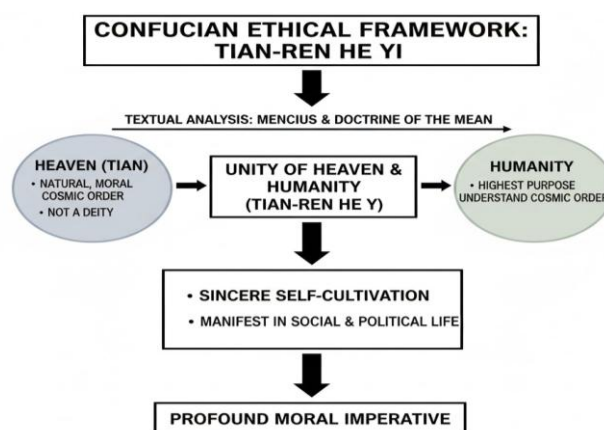 CONFUCIAN ETHICAL FRAMEWORK:
TIAN-REN HE YI
TEXTUAL ANALYSIS: MENCIUS & DOCTRINE OF THE MEAN
HEAVEN (TIAN)
• NATURAL, MORAL
COSMIC ORDER
• NOT A DEITY
UNITY OF HEAVEN &
HUMANITY
(TIAN-REN HE Y)
HUMANITY
• HIGHEST PURPOSE
UNDERSTAND COSMIC ORDER
• SINCERE SELF-CULTIVATION
• MANIFEST IN SOCIAL & POLITICAL LIFE
PROFOUND MORAL IMPERATIVE